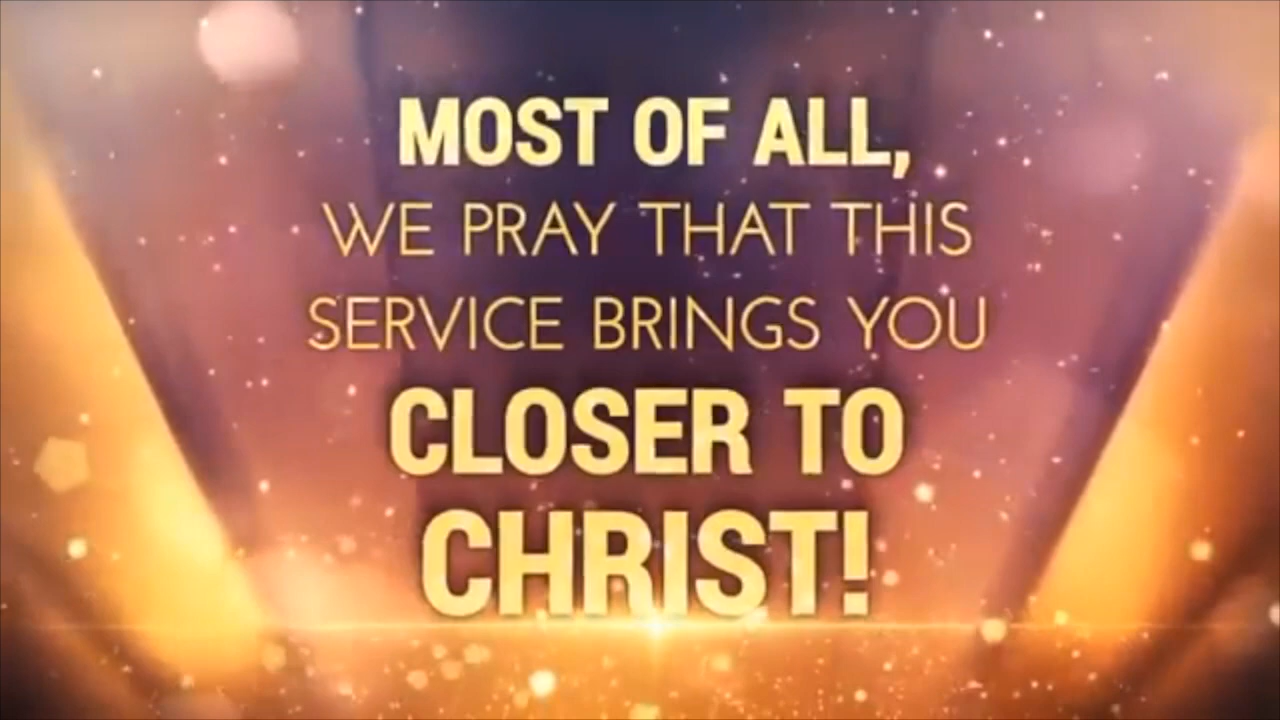 MOST OF ALL,
WE PRAY THAT THIS
SERVICE BRINGS YOU
CLOSER TO
CHRIST!